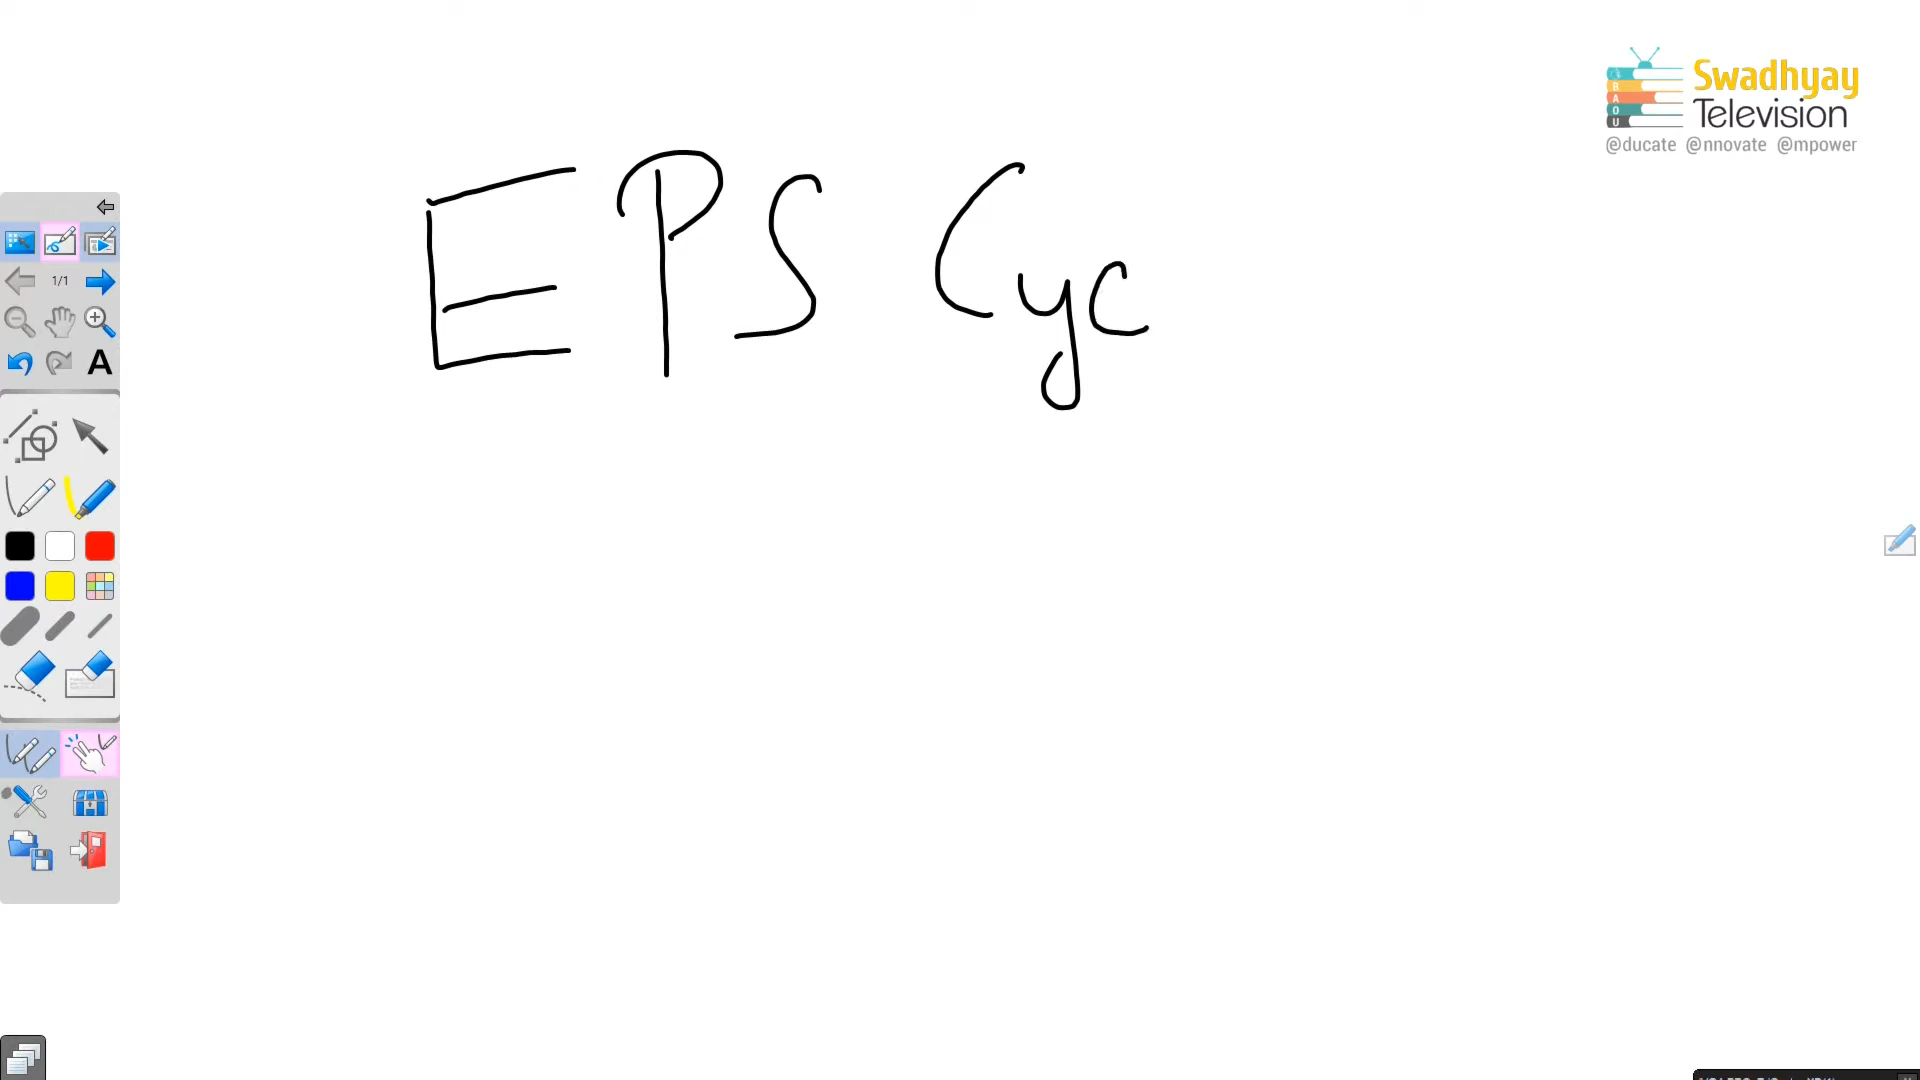 Swadhyay
Television
@ducate @nnovate @mpower
B
A
O
U
EPS Cyc
1/1
A